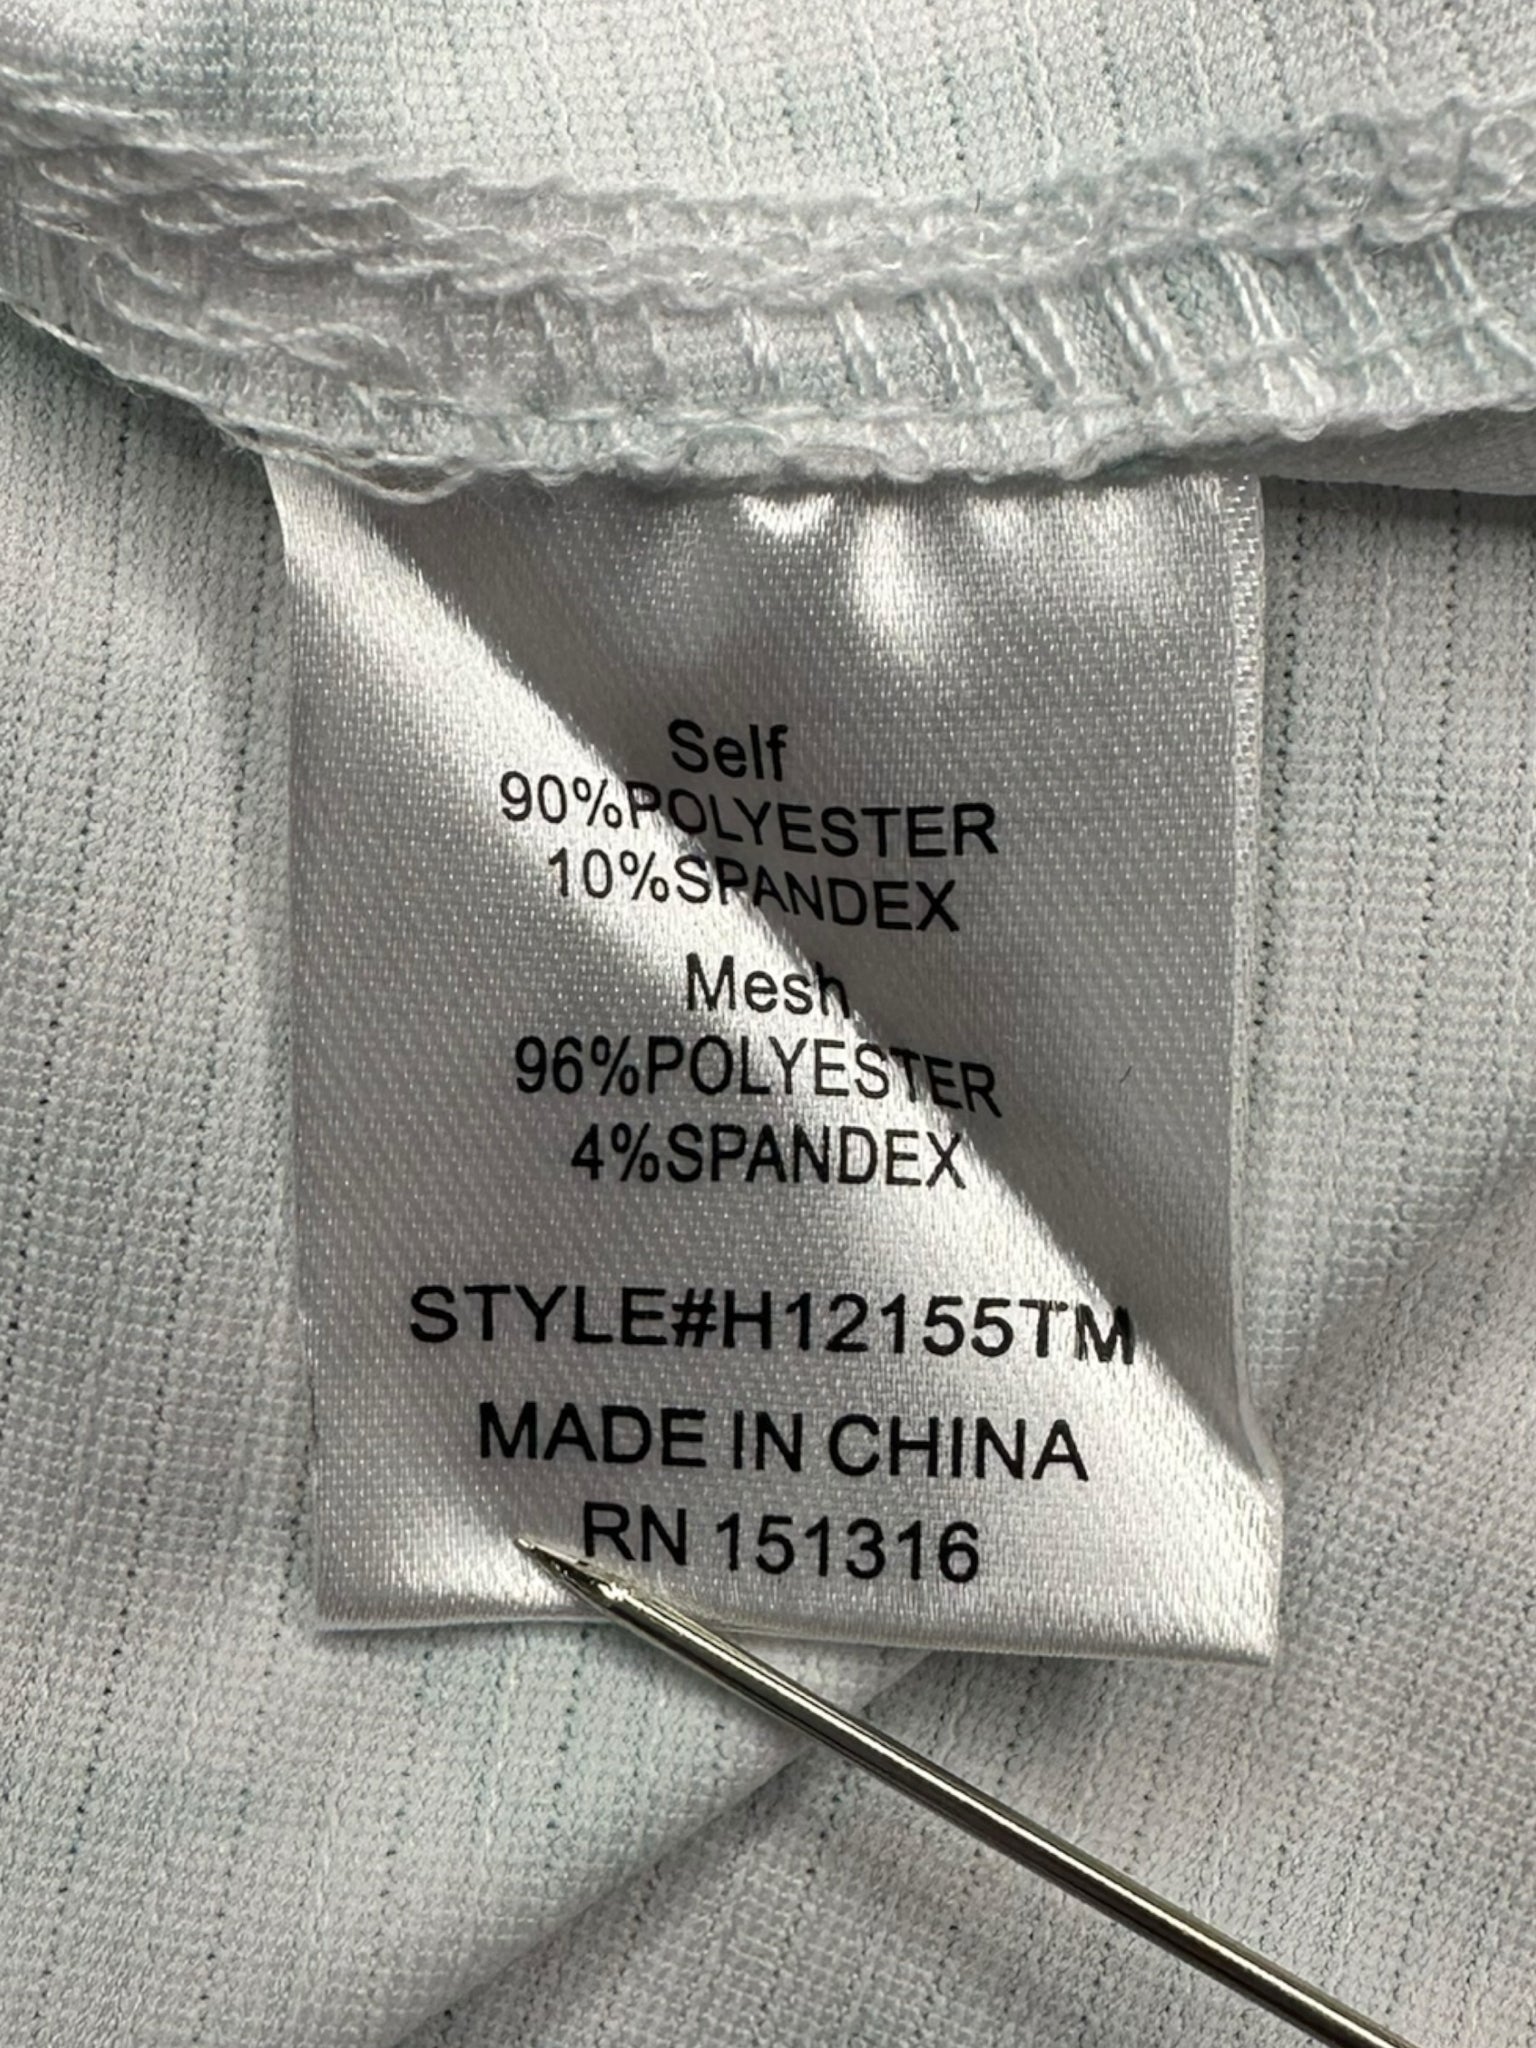 Self
90%POLYESTER
10%SPANDEX
Mesh
96%POLYESTER
4%SPANDEX
STYLE#H12155TM
MADE IN CHINA
RN 151316